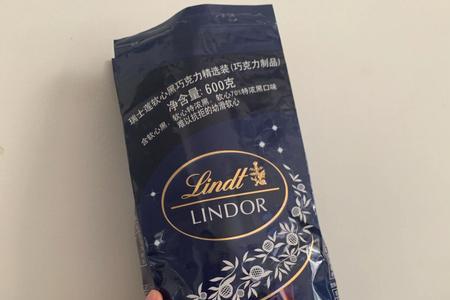 瑞士莲软心黑巧克力精选装(巧克力制品)
净含量: 600克
含软心黑, 软心特浓黑, 软心70%特浓黑口味
难以抗拒的幼滑软心
Lindt
LINDOR